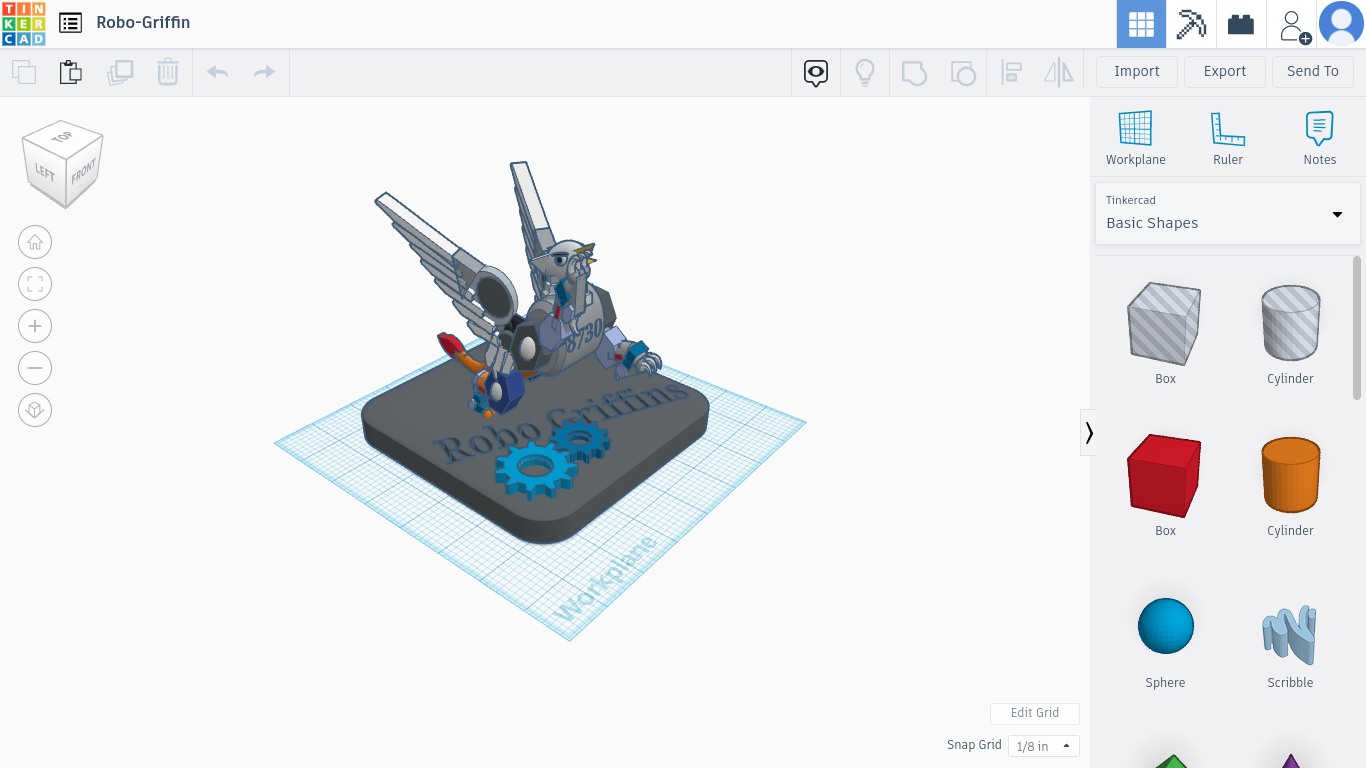 TIN
KER
CAD
Robo-Griffin
Import
Export
Send To
TOP
LEFT
FRONT
Workplane
Ruler
Notes
Tinkercad
Basic Shapes
8730
Robo Griffins
Workplane
Box
Cylinder
Box
Cylinder
Sphere
Scribble
Edit Grid
Snap Grid
1/8 in